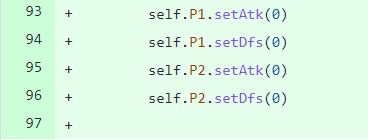 93 + self.P1.setAtk(0)
94 + self.P1.setDfs(0)
95 + self.P2.setAtk(0)
96 + self.P2.setDfs(0)
97 +